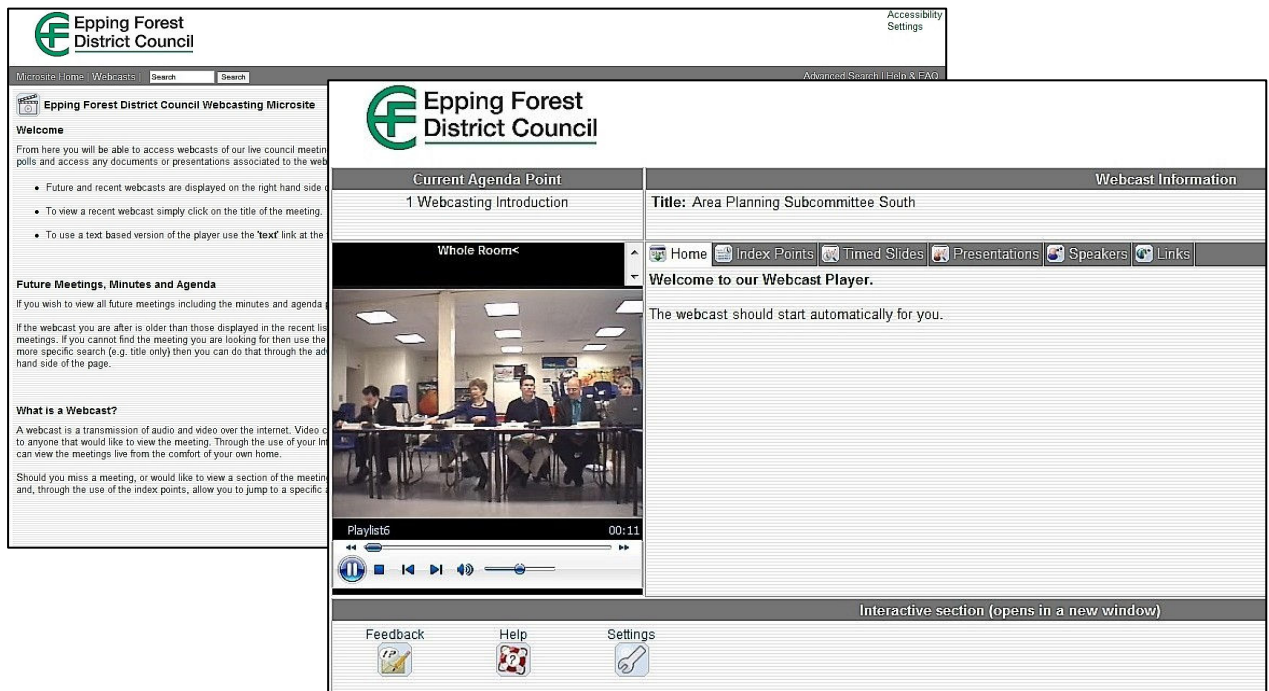 Epping Forest
District Council
Accessibility
Settings
Microsite Home | Webcasts | Search Search
Advanced Search | Help & FAQ
Epping Forest District Council Webcasting Microsite
Welcome
From here you will be able to access webcasts of our live council
polls and access any documents or presentations associated to the
• Future and recent webcasts are displayed on the right hand side
• To view a recent webcast simply click on the title of the meeting.
• To use a text based version of the player use the 'text' link at the
Future Meetings, Minutes and Agenda
If you wish to view all future meetings including the minutes and agenda
If the webcast you are after is older than those displayed in the recent
meetings. If you cannot find the meeting you are looking for then use the
more specific search (e.g. title only) then you can do that through the
hand side of the page.
What is a Webcast?
A webcast is a transmission of audio and video over the internet. Video
to anyone that would like to view the meeting. Through the use of your
can view the meetings live from the comfort of your own home.
Should you miss a meeting, or would like to view a section of the
and, through the use of the index points, allow you to jump to a specific
Epping Forest
District Council
Current Agenda Point
Webcast Information
1 Webcasting Introduction
Title: Area Planning Subcommittee South
Whole Room<
Home Index Points Timed Slides Presentations Speakers Links
Welcome to our Webcast Player.
The webcast should start automatically for you.
Playlist6 00:11
Interactive section (opens in a new window)
Feedback Help Settings